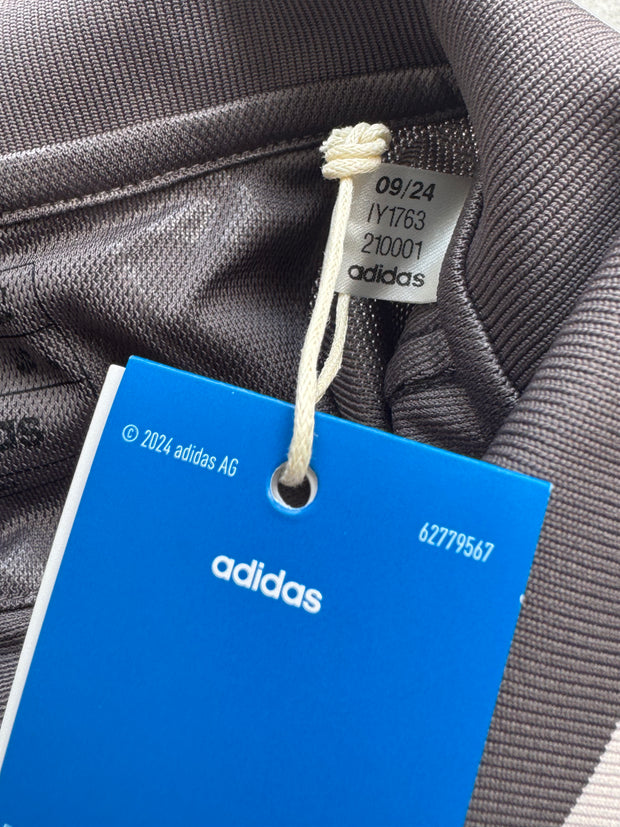 09/24
IY1763
210001
adidas
© 2024 adidas AG
62779567
adidas